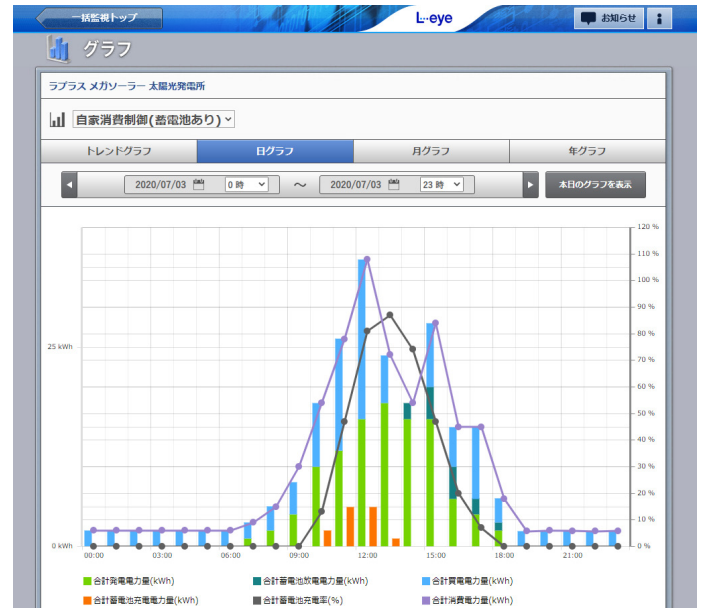 一括監視トップ
L・eye
お知らせ
i
グラフ
ラプラス メガソーラー 太陽光発電所
自家消費制御(蓄電池あり)
トレンドグラフ 日グラフ 月グラフ 年グラフ
2020/07/03 0 時 ～ 2020/07/03 23 時 本日のグラフを表示
120 %
110 %
100 %
90 %
80 %
25 kWh
70 %
60 %
50 %
40 %
30 %
20 %
10 %
0 kWh 0 %
00:00 03:00 06:00 09:00 12:00 15:00 18:00 21:00
合計発電電力量(kWh) 合計蓄電池放電電力量(kWh) 合計買電電力量(kWh)
合計蓄電池充電電力量(kWh) 合計蓄電池充電率(%) 合計消費電力量(kWh)